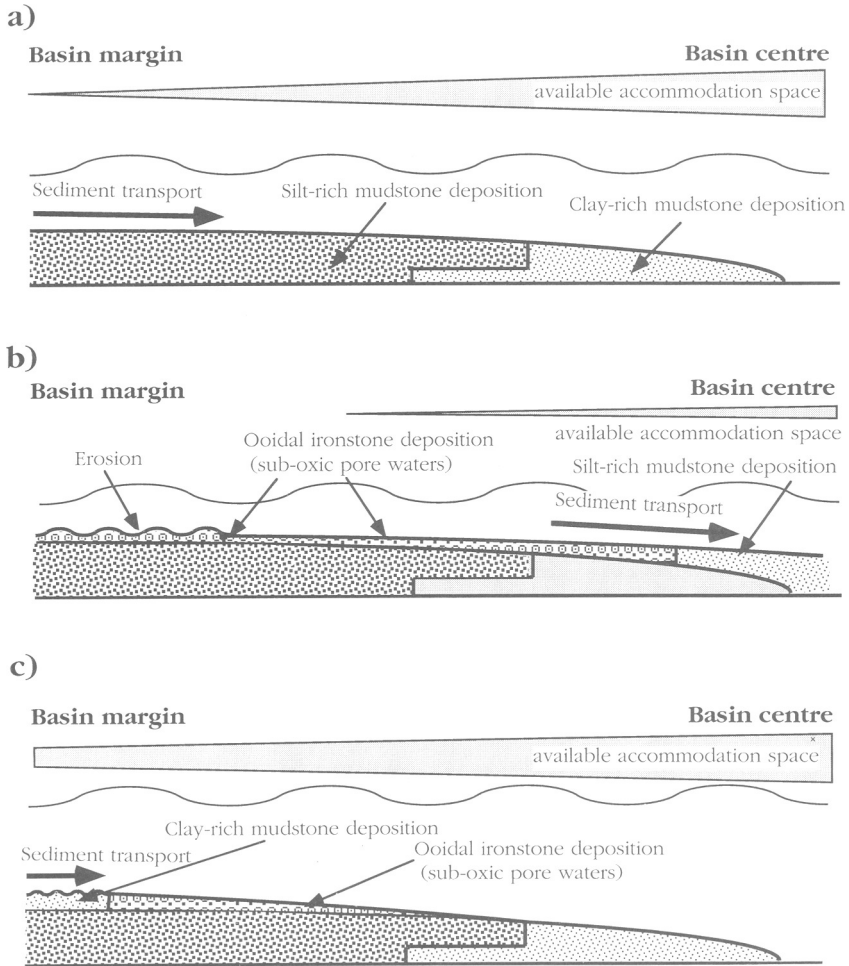 a)
Basin margin
Basin centre
available accommodation space
Sediment transport
Silt-rich mudstone deposition
Clay-rich mudstone deposition
b)
Basin margin
Basin centre
available accommodation space
Ooidal ironstone deposition
(sub-oxic pore waters)
Erosion
Silt-rich mudstone deposition
Sediment transport
c)
Basin margin
Basin centre
x
available accommodation space
Clay-rich mudstone deposition
Sediment transport
Ooidal ironstone deposition
(sub-oxic pore waters)